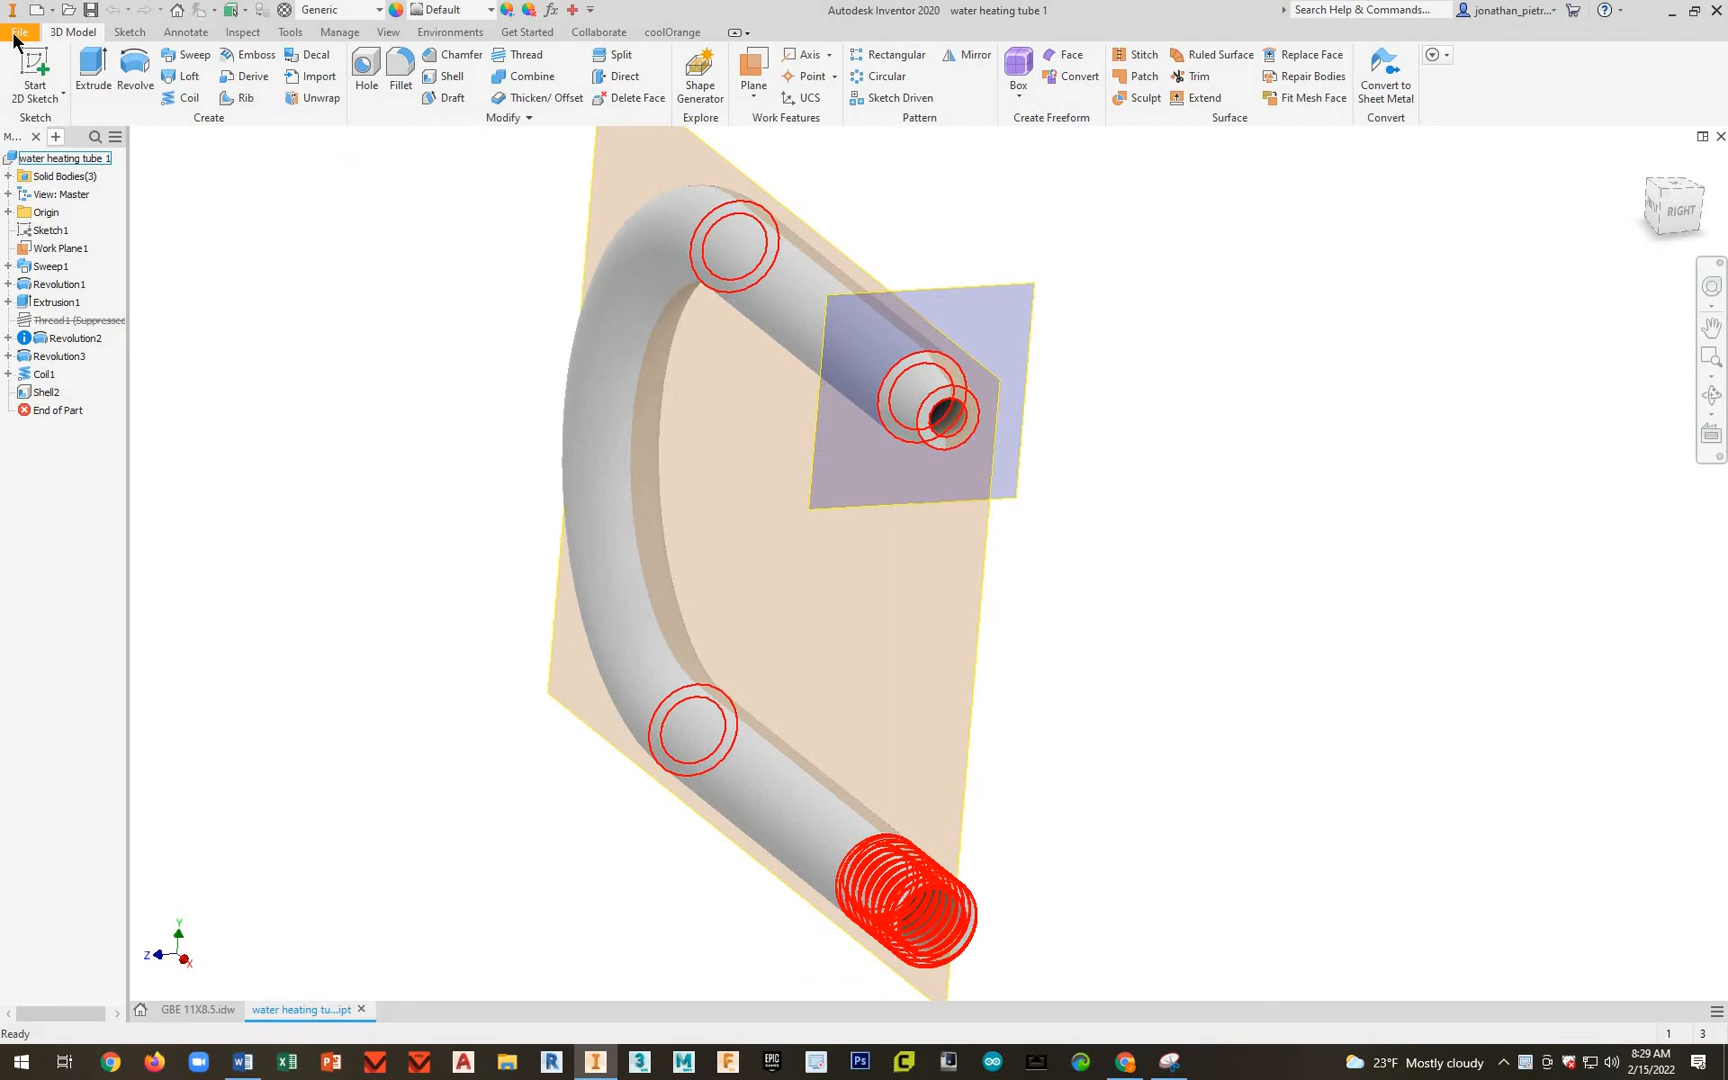 Generic
Default
Autodesk Inventor 2020 water heating tube 1
Search Help & Commands...
jonathan_pietr...
File
3D Model
Sketch
Annotate
Inspect
Tools
Manage
View
Environments
Get Started
Collaborate
coolOrange
Start
2D Sketch
Sketch
Extrude
Revolve
Sweep
Emboss
Decal
Loft
Derive
Import
Coil
Rib
Unwrap
Create
Hole
Fillet
Chamfer
Thread
Split
Shell
Combine
Direct
Draft
Thicken/ Offset
Delete Face
Modify
Shape
Generator
Explore
Plane
Axis
Point
UCS
Work Features
Rectangular
Mirror
Circular
Sketch Driven
Pattern
Box
Face
Convert
Create Freeform
Stitch
Ruled Surface
Replace Face
Patch
Trim
Repair Bodies
Sculpt
Extend
Fit Mesh Face
Surface
Convert to
Sheet Metal
Convert
M...
water heating tube 1
Solid Bodies(3)
View: Master
Origin
Sketch1
Work Plane1
Sweep1
Revolution1
Extrusion1
Thread1 (Suppressed
Revolution2
Revolution3
Coil1
Shell2
End of Part
RIGHT
Y
Z
X
GBE 11X8.5.idw
water heating tu...ipt
Ready
1 3
EPIC GAMES
23°F Mostly cloudy
8:29 AM
2/15/2022